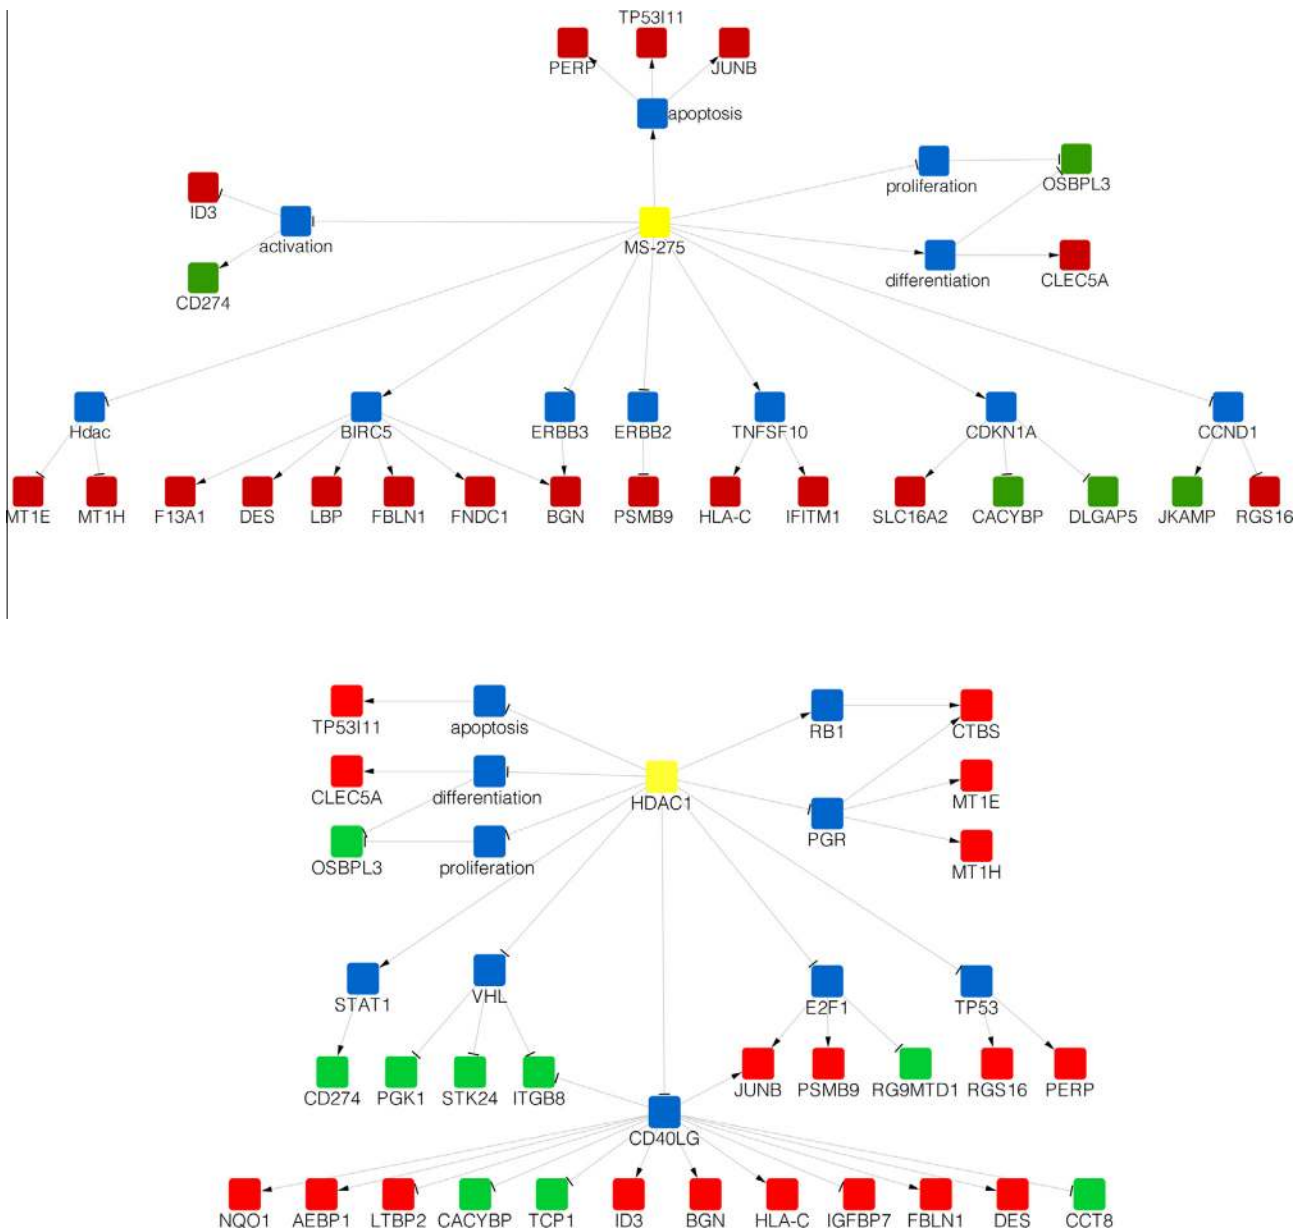 TP53I11
PERP
JUNB
apoptosis
proliferation
OSBPL3
ID3
activation
MS-275
differentiation
CLEC5A
CD274
Hdac
BIRC5
ERBB3
ERBB2
TNFSF10
CDKN1A
CCND1
MT1E
MT1H
F13A1
DES
LBP
FBLN1
FNDC1
BGN
PSMB9
HLA-C
IFITM1
SLC16A2
CACYBP
DLGAP5
JKAMP
RGS16
TP53I11
apoptosis
RB1
CTBS
CLEC5A
differentiation
HDAC1
MT1E
OSBPL3
proliferation
PGR
MT1H
STAT1
VHL
E2F1
TP53
CD274
PGK1
STK24
ITGB8
JUNB
PSMB9
RG9MTD1
RGS16
PERP
CD40LG
NQO1
AEBP1
LTBP2
CACYBP
TCP1
ID3
BGN
HLA-C
IGFBP7
FBLN1
DES
CCT8